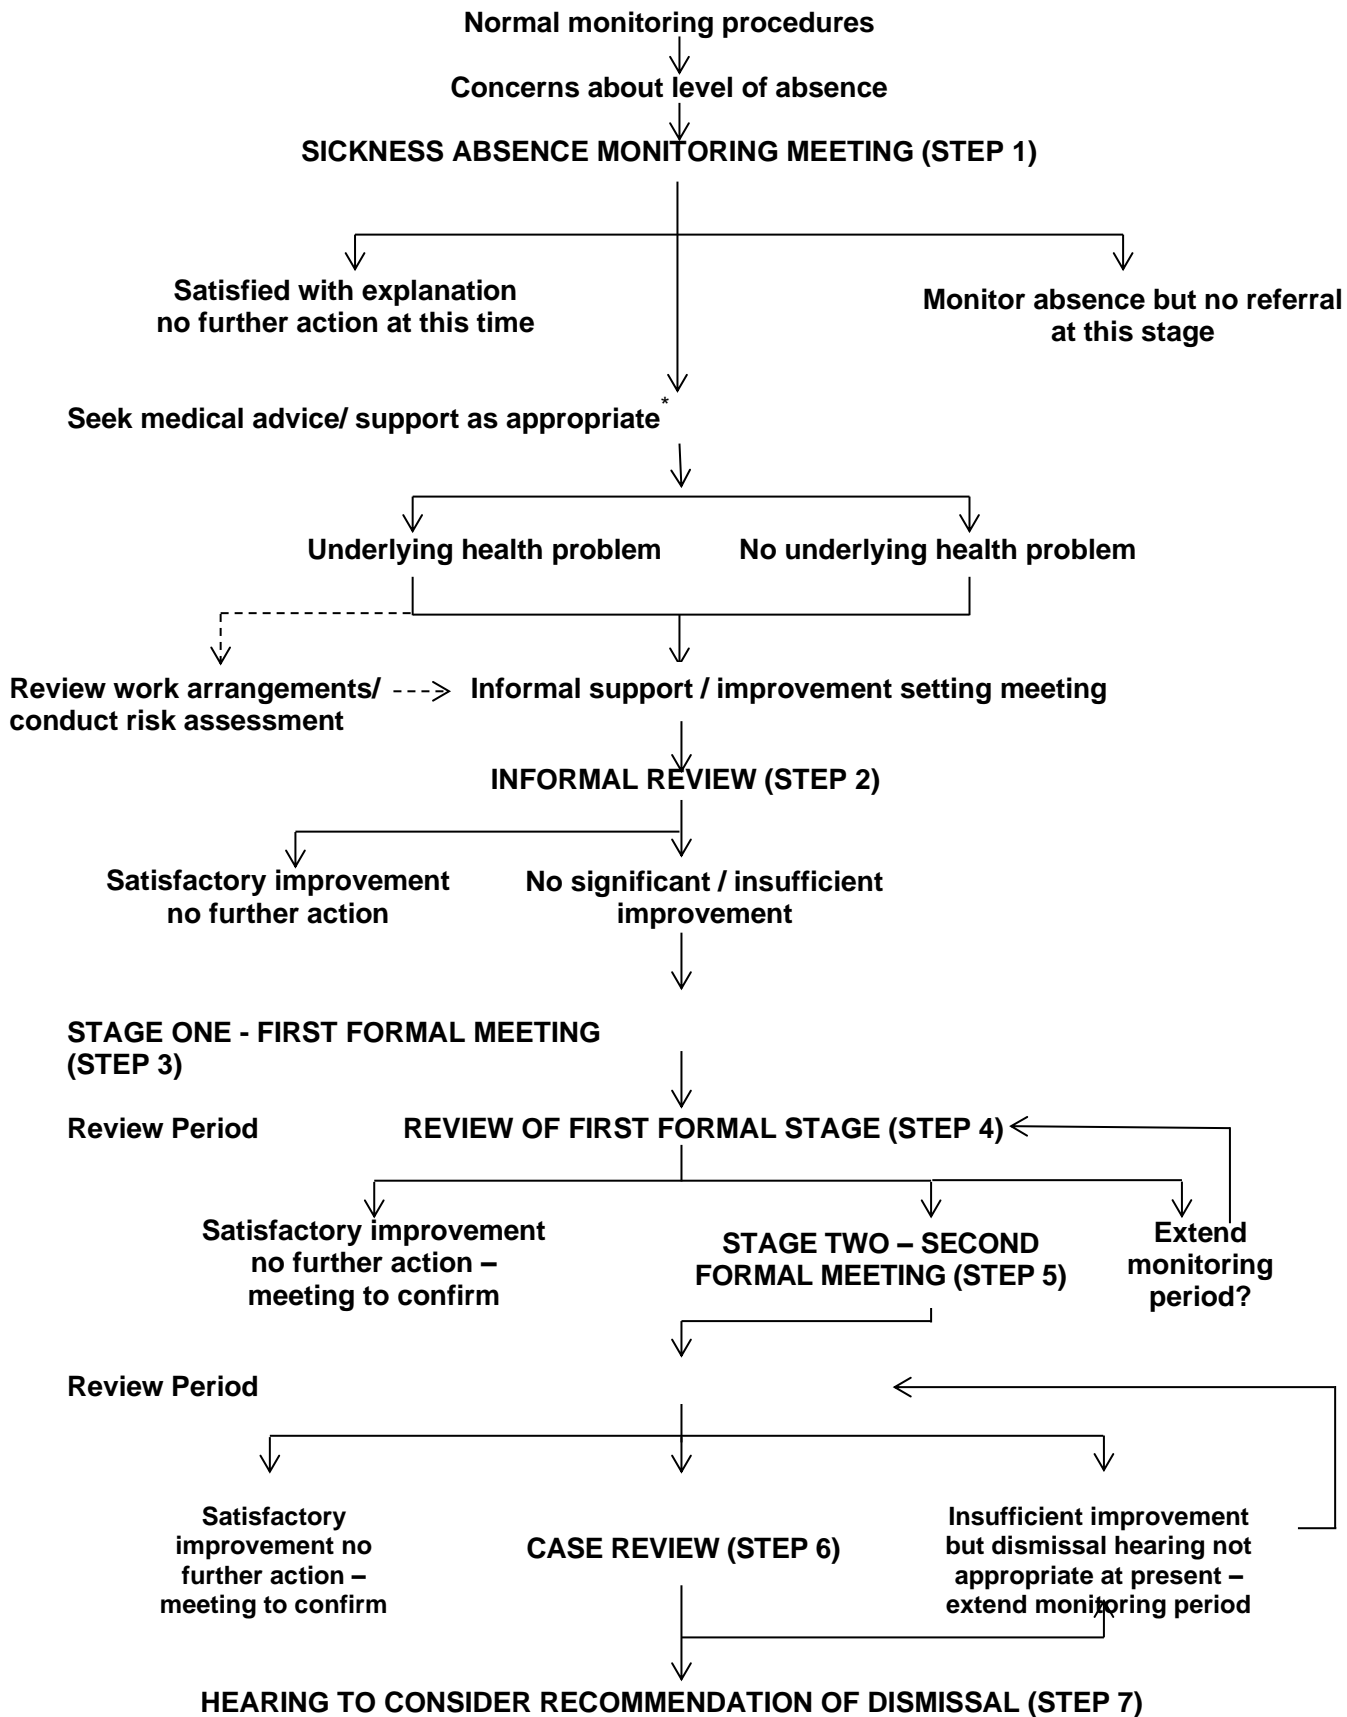 Normal monitoring procedures
Concerns about level of absence
SICKNESS ABSENCE MONITORING MEETING (STEP 1)
Satisfied with explanation
no further action at this time
Monitor absence but no referral
at this stage
Seek medical advice/ support as appropriate*
Underlying health problem
No underlying health problem
Review work arrangements/
conduct risk assessment
Informal support / improvement setting meeting
INFORMAL REVIEW (STEP 2)
Satisfactory improvement
no further action
No significant / insufficient
improvement
STAGE ONE - FIRST FORMAL MEETING
(STEP 3)
Review Period
REVIEW OF FIRST FORMAL STAGE (STEP 4)
Satisfactory improvement
no further action –
meeting to confirm
STAGE TWO – SECOND
FORMAL MEETING (STEP 5)
Extend
monitoring
period?
Review Period
Satisfactory
improvement no
further action –
meeting to confirm
CASE REVIEW (STEP 6)
Insufficient improvement
but dismissal hearing not
appropriate at present –
extend monitoring period
HEARING TO CONSIDER RECOMMENDATION OF DISMISSAL (STEP 7)